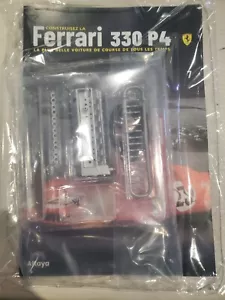 CONSTRUISEZ LA
Ferrari 330 P4
LA PLUS BELLE VOITURE DE COURSE DE TOUS LES TEMPS
Altaya